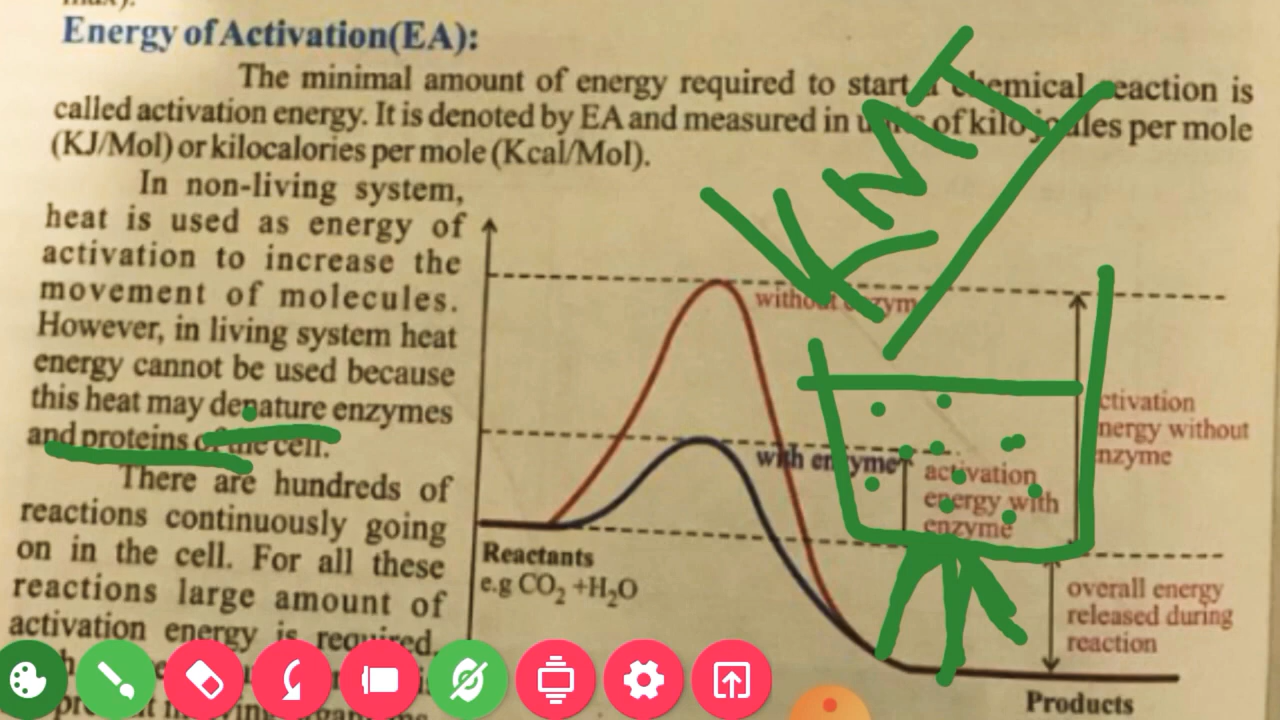 Energy of Activation(EA):
The minimal amount of energy required to start a chemical reaction is
called activation energy. It is denoted by EA and measured in units of kilojoules per mole
(KJ/Mol) or kilocalories per mole (Kcal/Mol).
In non-living system,
heat is used as energy of
activation to increase the
movement of molecules.
However, in living system heat
energy cannot be used because
this heat may denature enzymes
and proteins of the cell.
There are hundreds of
reactions continuously going
on in the cell. For all these
reactions large amount of
activation energy is required.
KMT
without enzym
with enzyme
activation
energy with
enzyme
ctivation
nergy without
nzyme
Reactants
e.g CO₂ +H₂O
overall energy
released during
reaction
Products